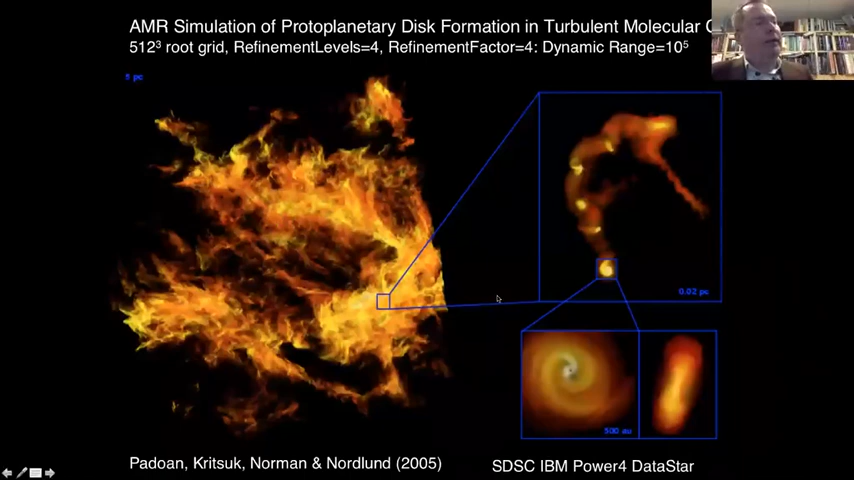 AMR Simulation of Protoplanetary Disk Formation in Turbulent Molecular
512³ root grid, RefinementLevels=4, RefinementFactor=4: Dynamic Range=10⁵
5 pc
0.02 pc
500 au
Padoan, Kritsuk, Norman & Nordlund (2005)
SDSC IBM Power4 DataStar